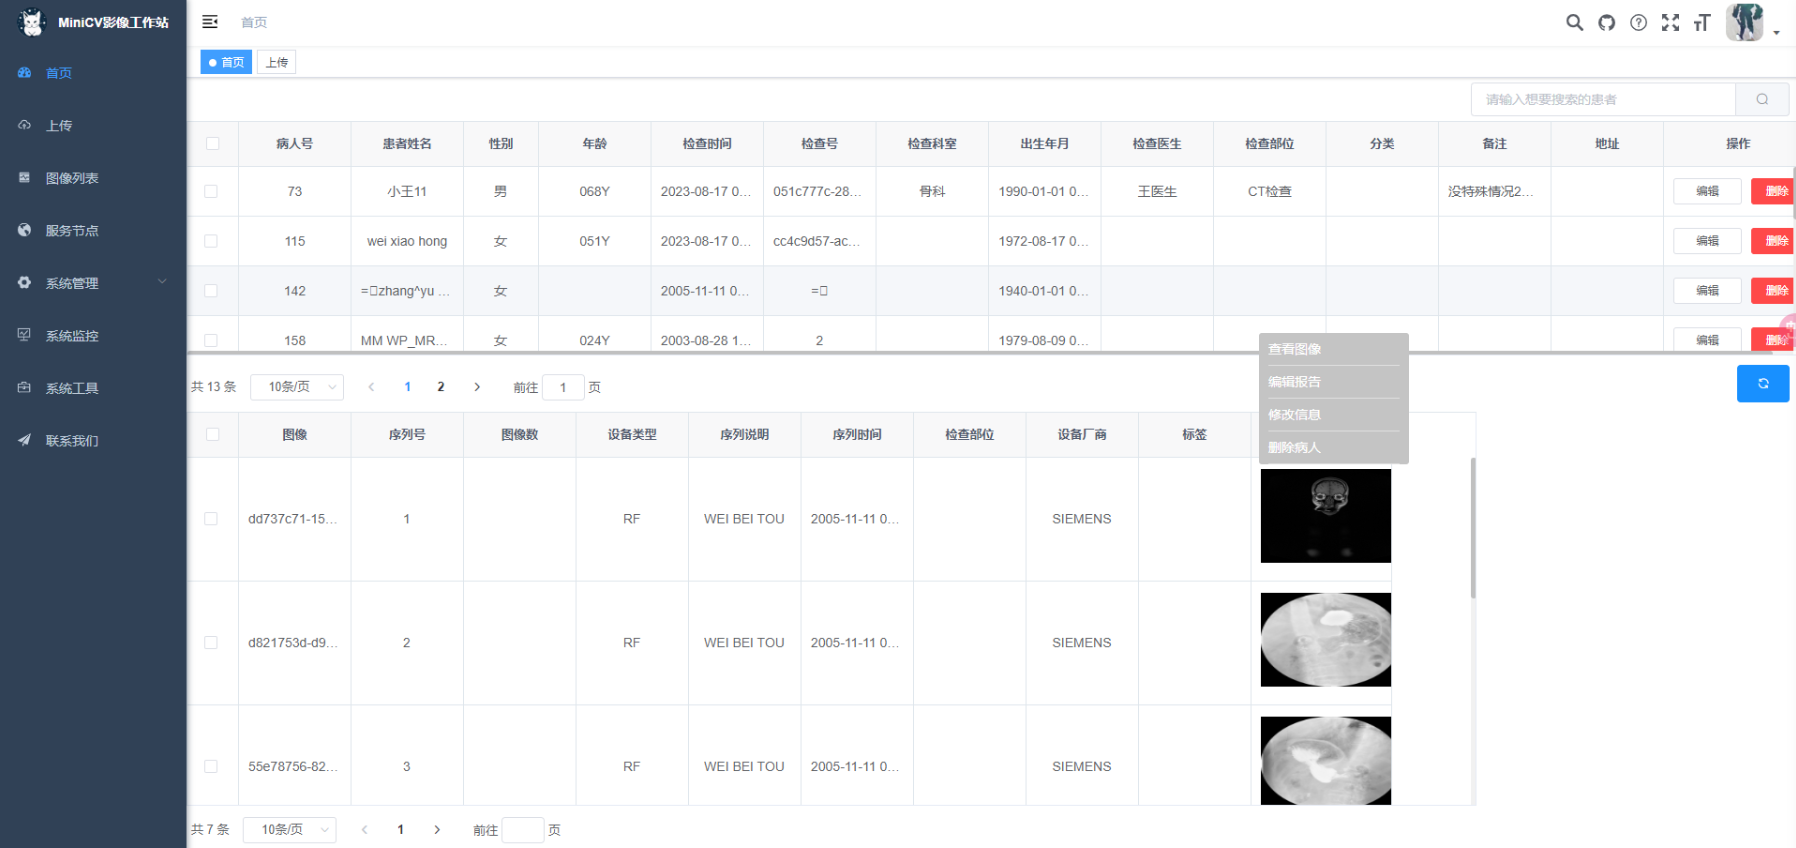 MiniCV影像工作站
首页
首页
上传
图像列表
服务节点
系统管理
系统监控
系统工具
联系我们
首页
上传
请输入想要搜索的患者
病人号 患者姓名 性别 年龄 检查时间 检查号 检查科室 出生年月 检查医生 检查部位 分类 备注 地址 操作
73 小王11 男 068Y 2023-08-17 0... 051c777c-28... 骨科 1990-01-01 0... 王医生 CT检查 没特殊情况2... 编辑 删除
115 wei xiao hong 女 051Y 2023-08-17 0... cc4c9d57-ac... 1972-08-17 0... 编辑 删除
142 =□zhang^yu ... 女 2005-11-11 0... =□ 1940-01-01 0... 编辑 删除
158 MM WP_MR... 女 024Y 2003-08-28 1... 2 1979-08-09 0... 编辑 删除
查看图像
编辑报告
修改信息
删除病人
共 13 条 10条/页 1 2 前往 1 页
图像 序列号 图像数 设备类型 序列说明 序列时间 检查部位 设备厂商 标签
dd737c71-15... 1 RF WEI BEI TOU 2005-11-11 0... SIEMENS
d821753d-d9... 2 RF WEI BEI TOU 2005-11-11 0... SIEMENS
55e78756-82... 3 RF WEI BEI TOU 2005-11-11 0... SIEMENS
共 7 条 10条/页 1 前往 页